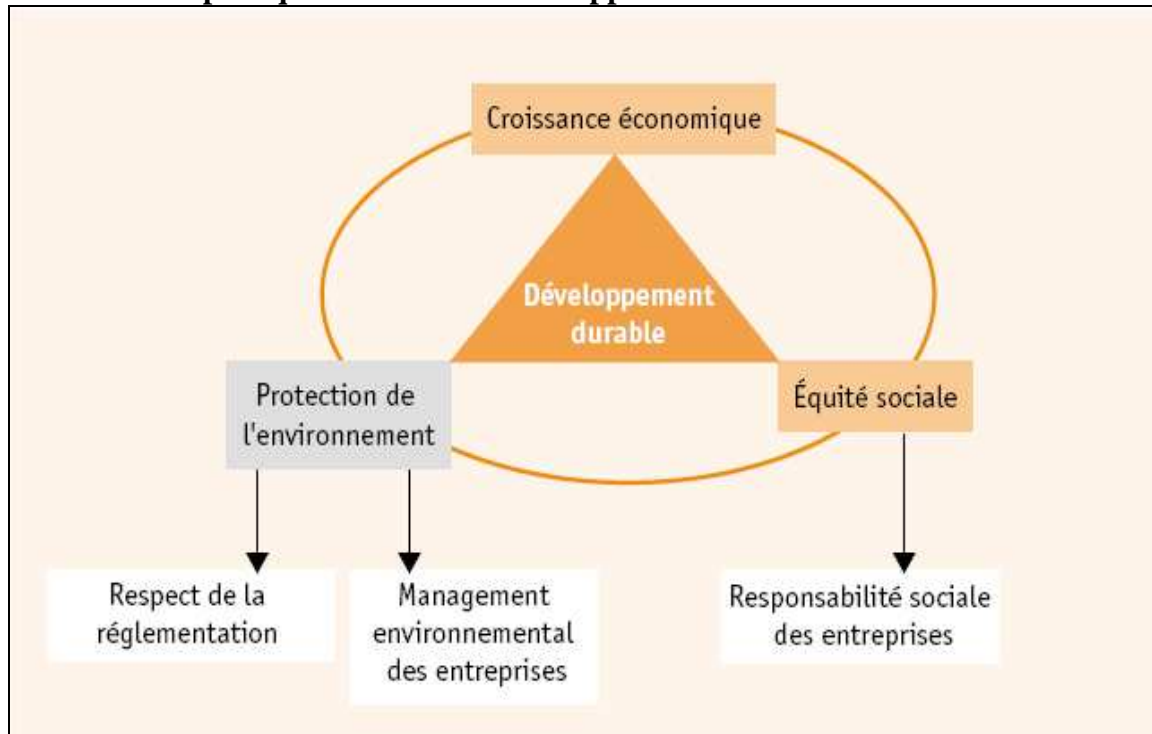 Croissance économique
Développement
durable
Protection de
l'environnement
Équité sociale
Respect de la
réglementation
Management
environnemental
des entreprises
Responsabilité sociale
des entreprises